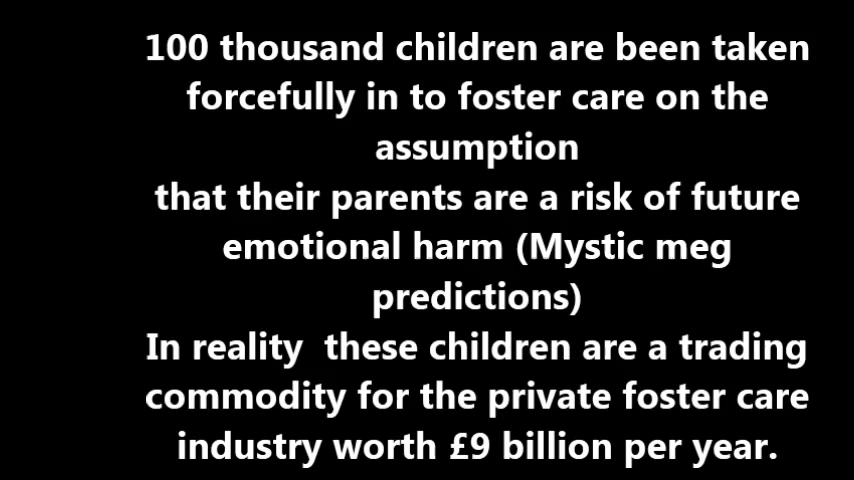 100 thousand children are been taken
forcefully in to foster care on the
assumption
that their parents are a risk of future
emotional harm (Mystic meg
predictions)
In reality  these children are a trading
commodity for the private foster care
industry worth £9 billion per year.